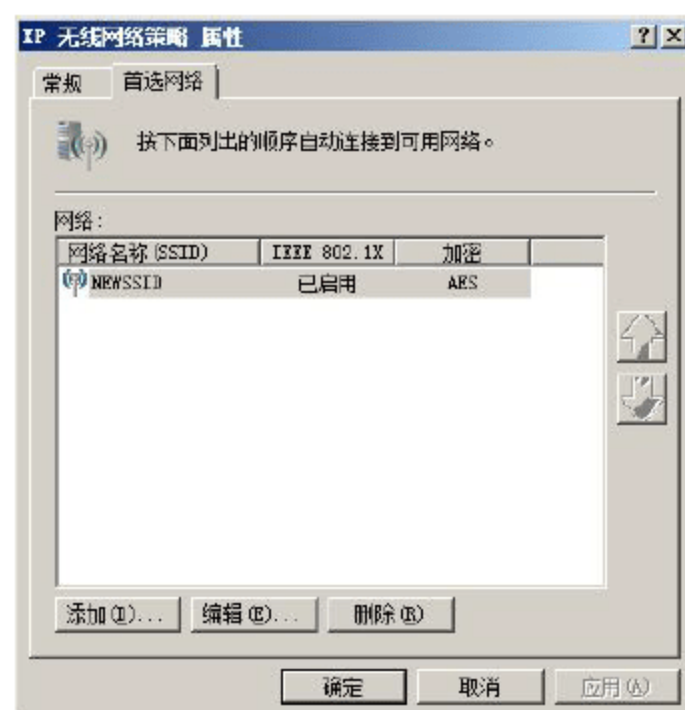 XP 无线网络策略 属性
常规 首选网络
按下面列出的顺序自动连接到可用网络。
网络:
网络名称(SSID) IEEE 802.1X 加密
NEWSSID 已启用 AES
添加(D)... 编辑(E)... 删除(R)
确定 取消 应用(A)